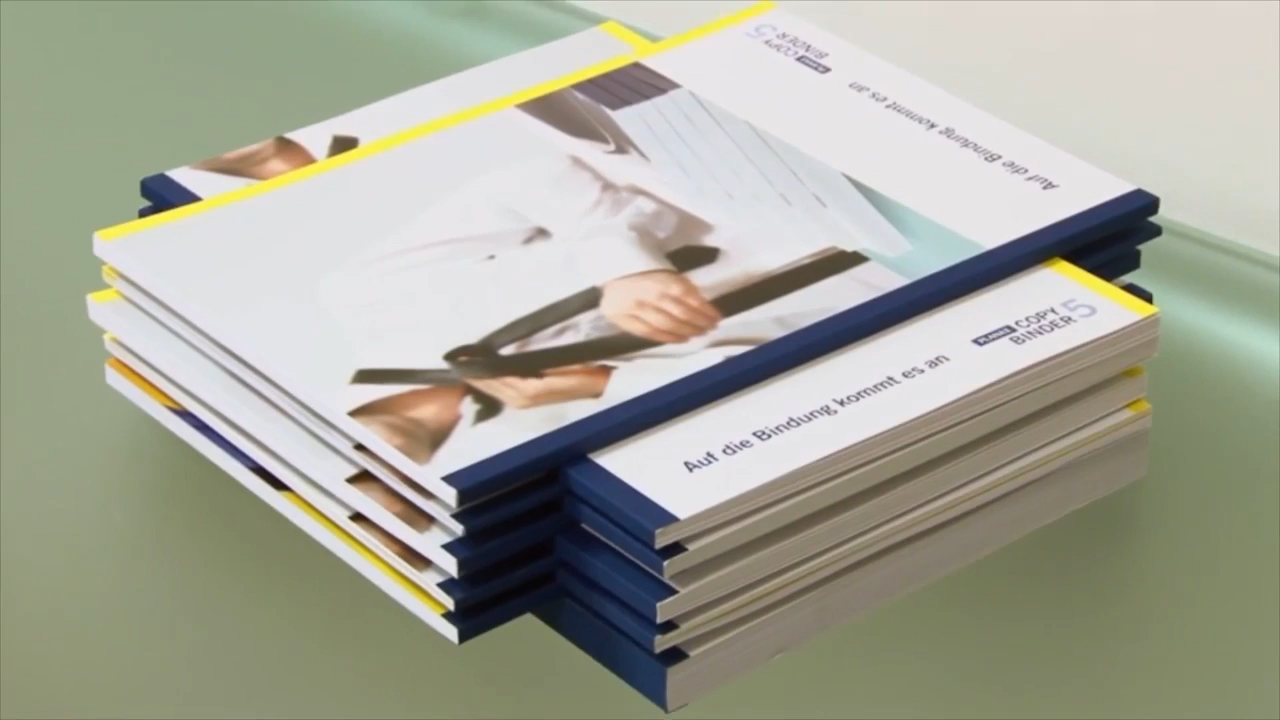 COPY
BINDER
5
PLANAX
Auf die Bindung kommt es an
PLANAX
COPY
BINDER
5
Auf die Bindung kommt es an